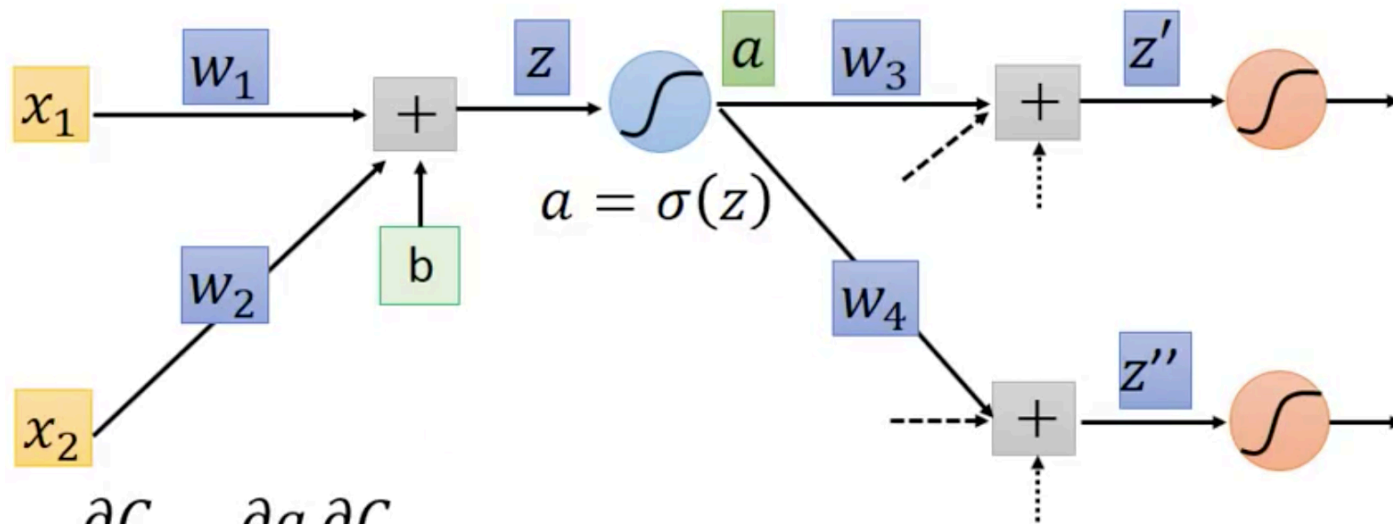 x₁ w₁ + z a w₃ + z′
a = σ(z)
b
w₂
w₄
x₂ + z′′
∂C ∂a ∂C